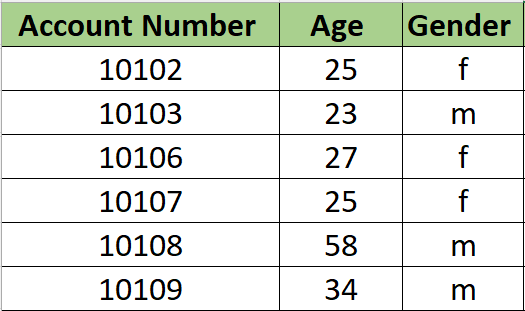 Account Number Age Gender
10102 25 f
10103 23 m
10106 27 f
10107 25 f
10108 58 m
10109 34 m